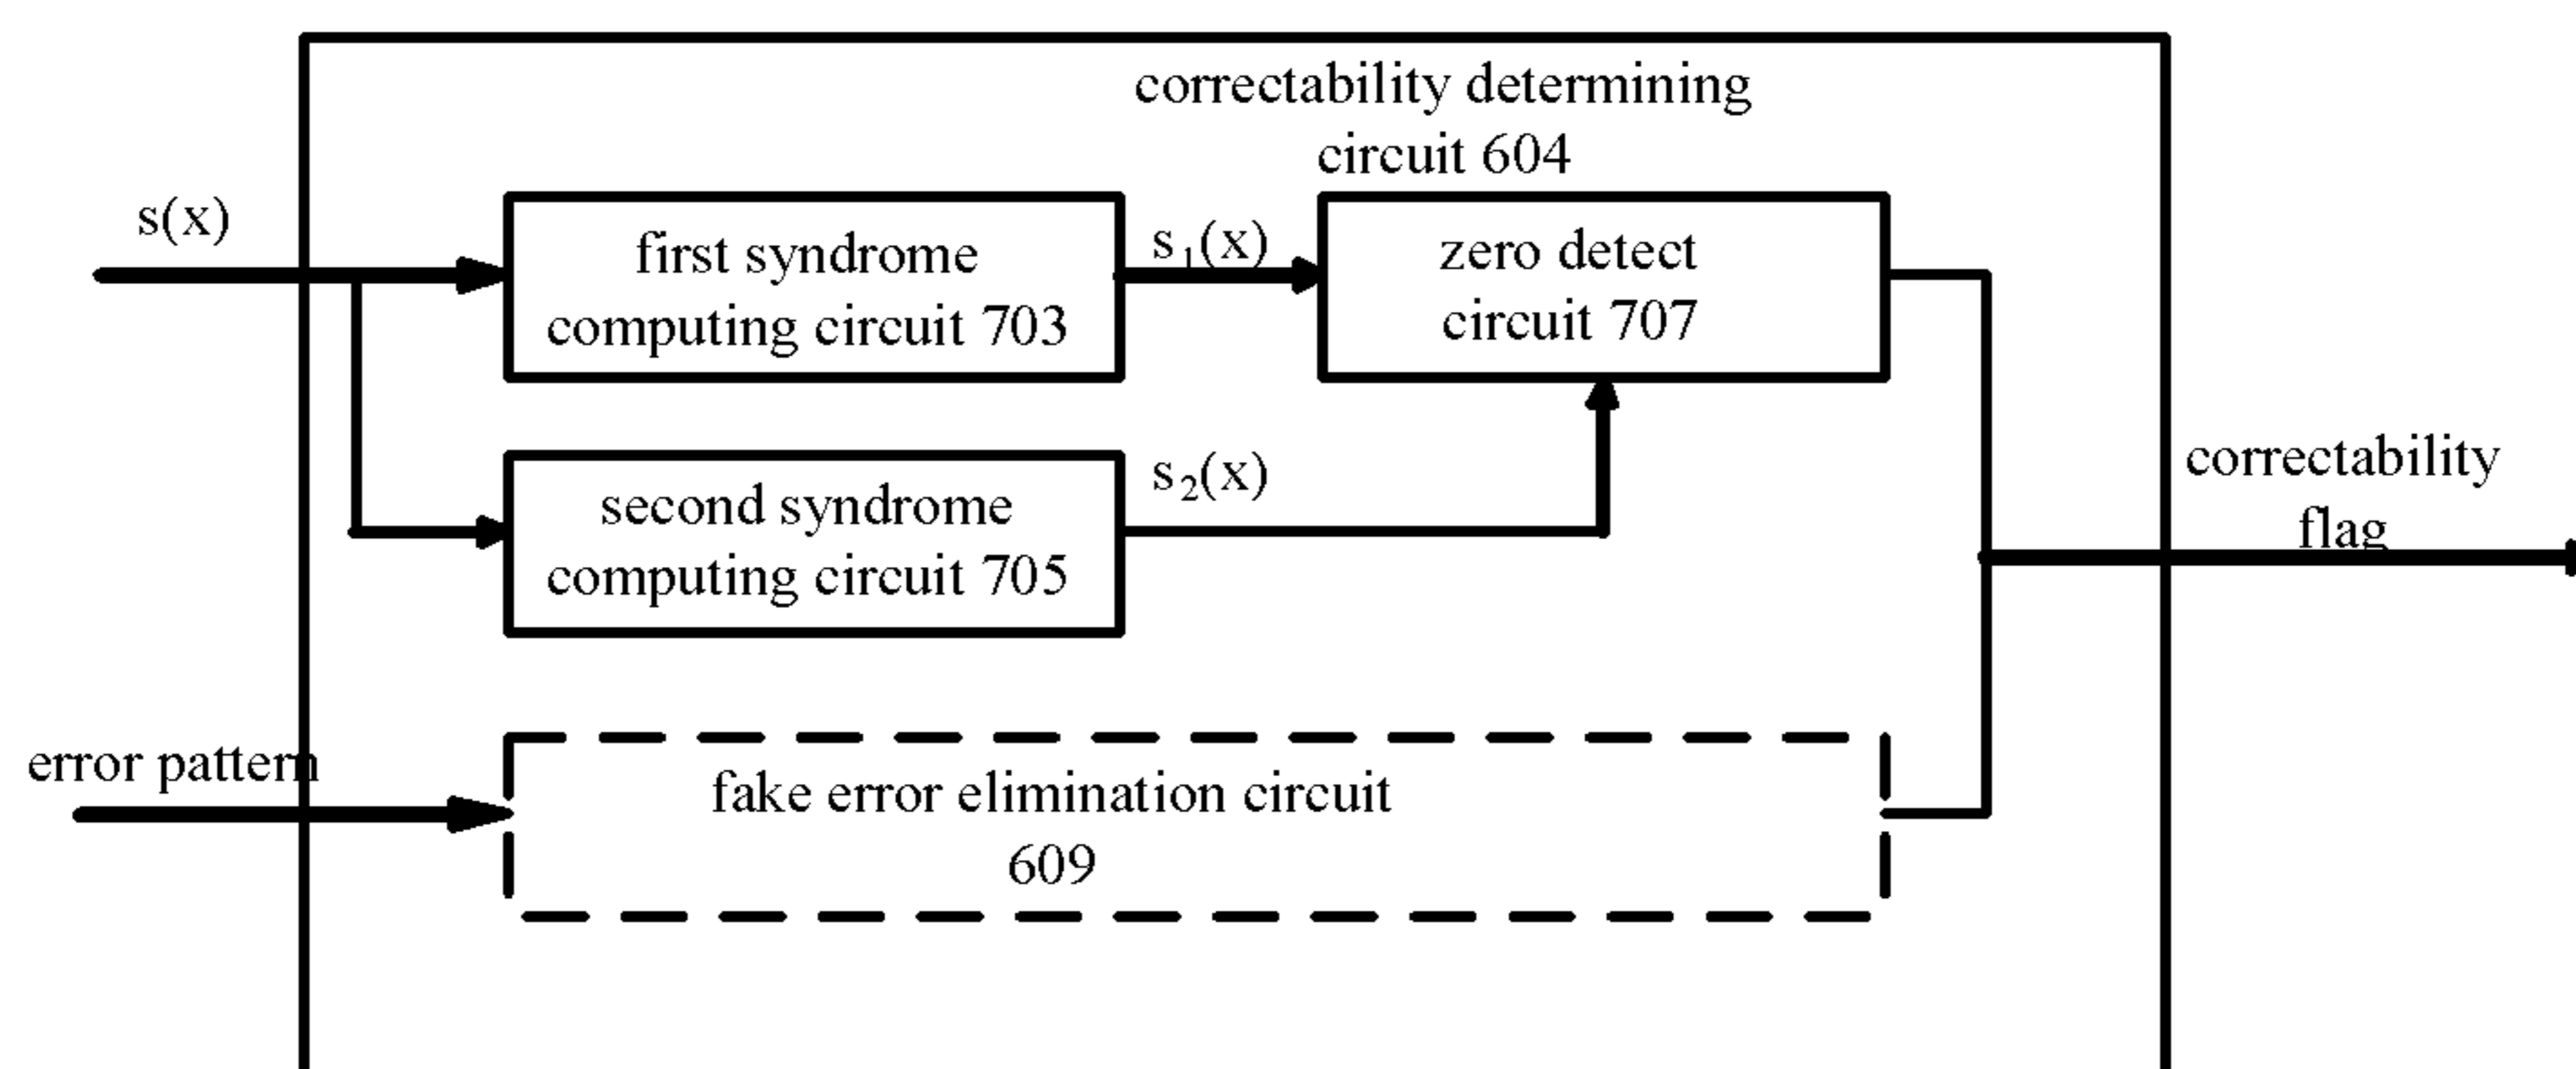 correctability determining
circuit 604
s(x)
first syndrome
computing circuit 703
s₁(x)
zero detect
circuit 707
second syndrome
computing circuit 705
s₂(x)
correctability
flag
error pattern
fake error elimination circuit
609